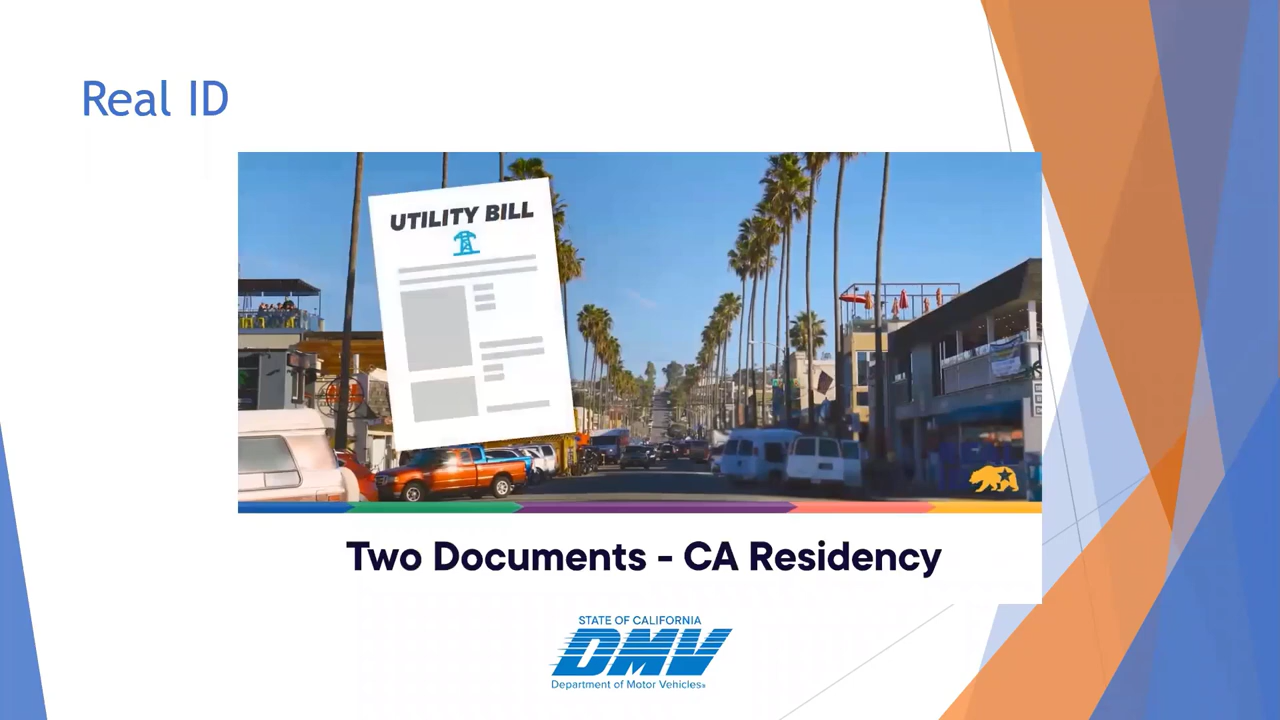 Real ID
UTILITY BILL
Two Documents - CA Residency
STATE OF CALIFORNIA
DMV
Department of Motor Vehicles®